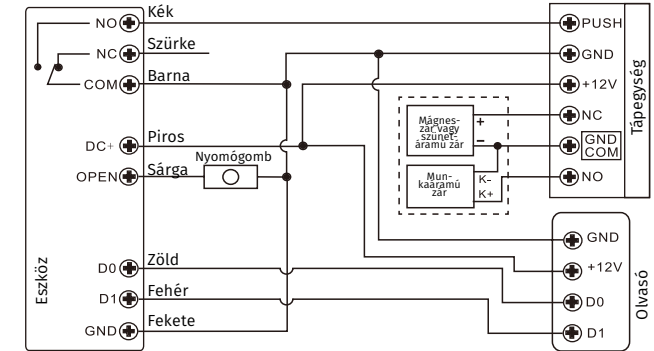 NO Kék PUSH
NC Szürke GND
COM Barna +12V
Mágnes-
zár vagy
szünet-
áramú zár
+
−
NC
DC+ Piros
GND
COM
OPEN Sárga Nyomógomb
Mun-
kaáramú
zár
K-
K+
NO
Tápegység
Eszköz
D0 Zöld
D1 Fehér
GND Fekete
GND
+12V
D0
D1
Olvasó